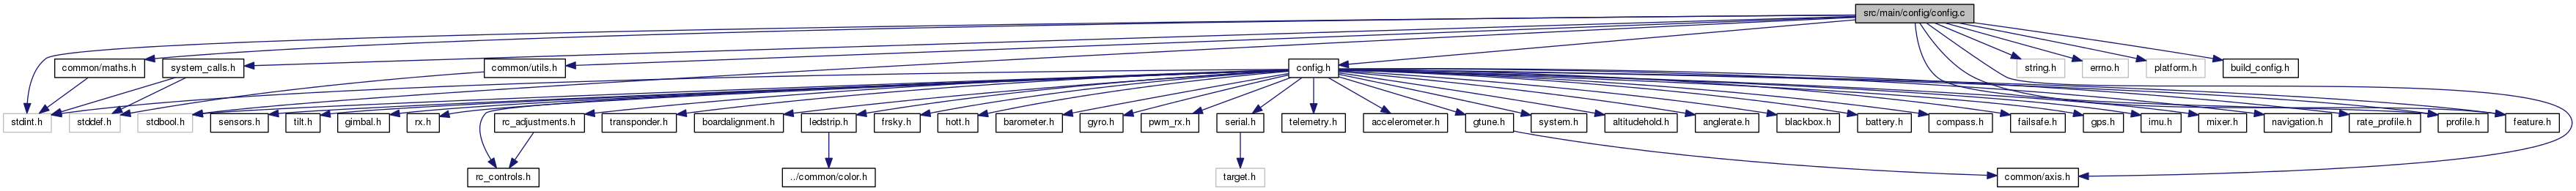 src/main/config/config.c
common/maths.h
system_calls.h
common/utils.h
config.h
string.h
errno.h
platform.h
build_config.h
stdint.h
stddef.h
stdbool.h
sensors.h
tilt.h
gimbal.h
rx.h
rc_adjustments.h
transponder.h
boardalignment.h
ledstrip.h
frsky.h
hott.h
barometer.h
gyro.h
pwm_rx.h
serial.h
telemetry.h
accelerometer.h
gtune.h
system.h
altitudehold.h
anglerate.h
blackbox.h
battery.h
compass.h
failsafe.h
gps.h
imu.h
mixer.h
navigation.h
rate_profile.h
profile.h
feature.h
rc_controls.h
../common/color.h
target.h
common/axis.h